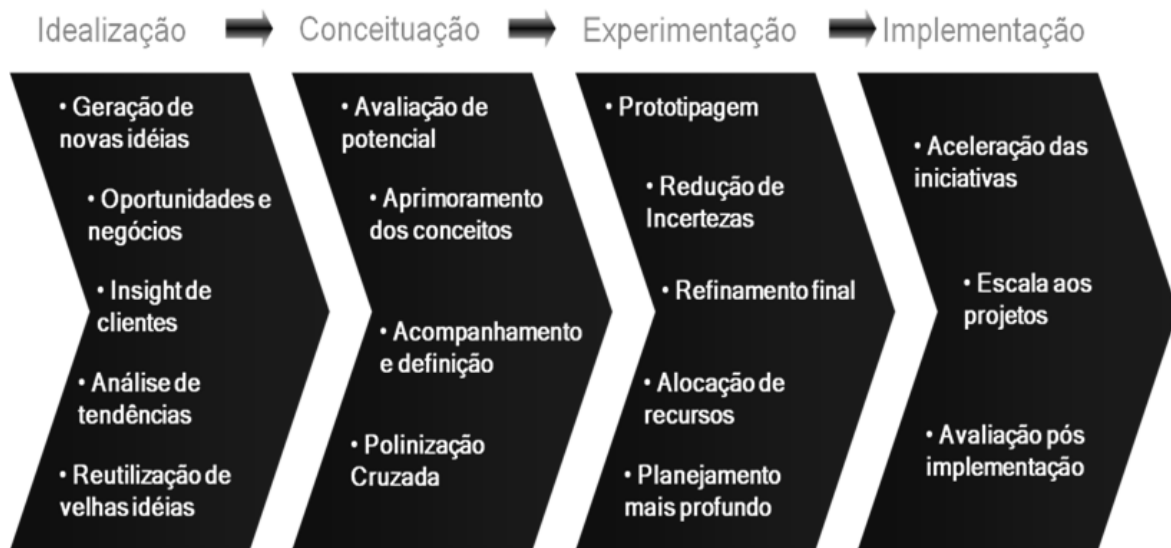 Idealização
Conceituação
Experimentação
Implementação
• Geração de
novas idéias
• Oportunidades e
negócios
• Insight de
clientes
• Análise de
tendências
• Reutilização de
velhas idéias
• Avaliação de
potencial
• Aprimoramento
dos conceitos
• Acompanhamento
e definição
• Polinização
Cruzada
• Prototipagem
• Redução de
Incertezas
• Refinamento final
• Alocação de
recursos
• Planejamento
mais profundo
• Aceleração das
iniciativas
• Escala aos
projetos
• Avaliação pós
implementação